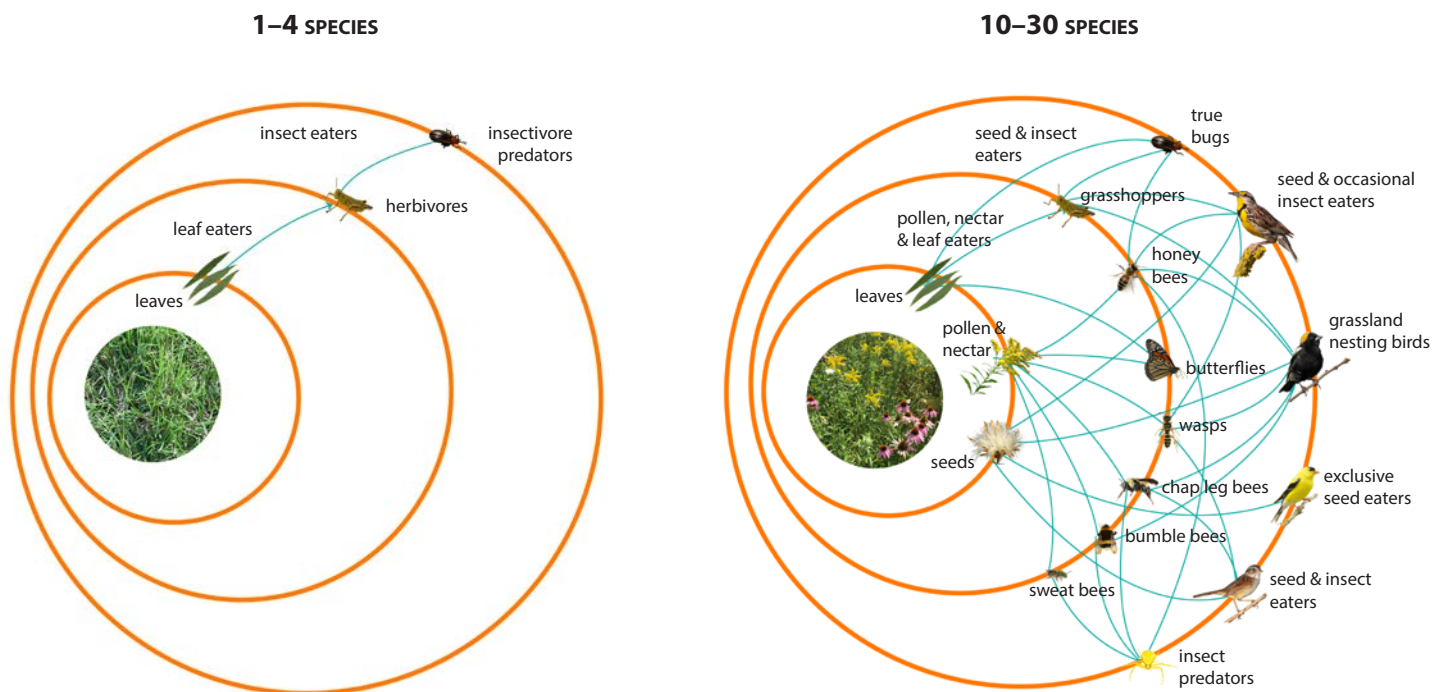 1–4 SPECIES
insect eaters
insectivore
predators
herbivores
leaf eaters
leaves
10–30 SPECIES
true
bugs
seed & insect
eaters
seed & occasional
insect eaters
grasshoppers
pollen, nectar
& leaf eaters
honey
bees
leaves
grassland
nesting birds
pollen &
nectar
butterflies
wasps
seeds
chap leg bees
exclusive
seed eaters
bumble bees
sweat bees
seed & insect
eaters
insect
predators